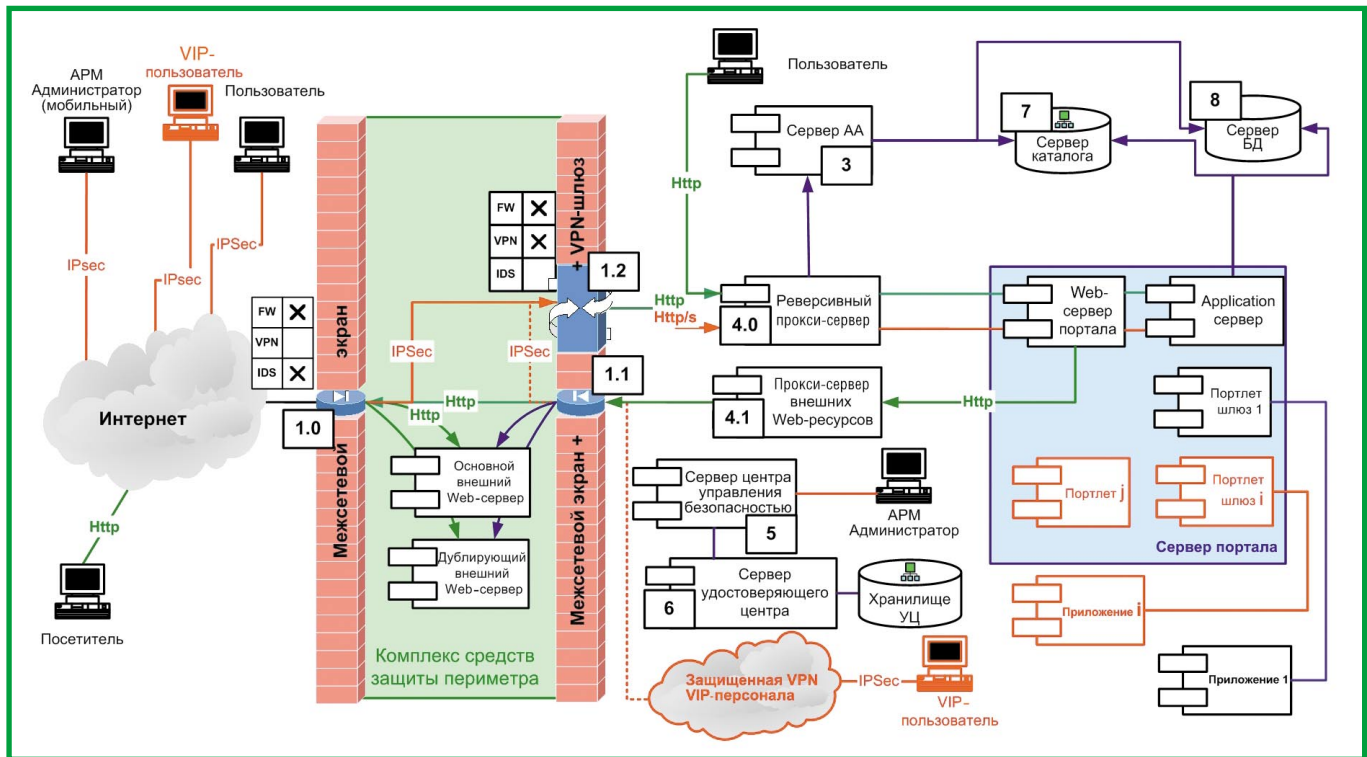 VIP-
пользователь
АРМ
Администратор
(мобильный)
Пользователь
IPsec
IPsec
IPSec
Интернет
Http
Посетитель
FW
VPN
IDS
1.0
Межсетевой
экран
FW
VPN
IDS
IPSec
IPSec
Http
Http
Основной
внешний
Web-сервер
Дублирующий
внешний
Web-сервер
Комплекс средств
защиты периметра
Межсетевой экран +
+ VPN-шлюз
1.2
1.1
Пользователь
Http
Сервер АА
3
7
Сервер
каталога
8
Сервер
БД
Http
Http/s
Реверсивный
прокси-сервер
4.0
Web-
сервер
портала
Application
сервер
Прокси-сервер
внешних
Web-ресурсов
4.1
Http
Портлет
шлюз 1
Портлет j
Портлет
шлюз i
Сервер портала
Сервер центра
управления
безопасностью
5
АРМ
Администратор
Сервер
удостоверяющего
центра
6
Хранилище
УЦ
Приложение i
Приложение 1
Защищенная VPN
VIP-персонала
IPSec
VIP-
пользователь